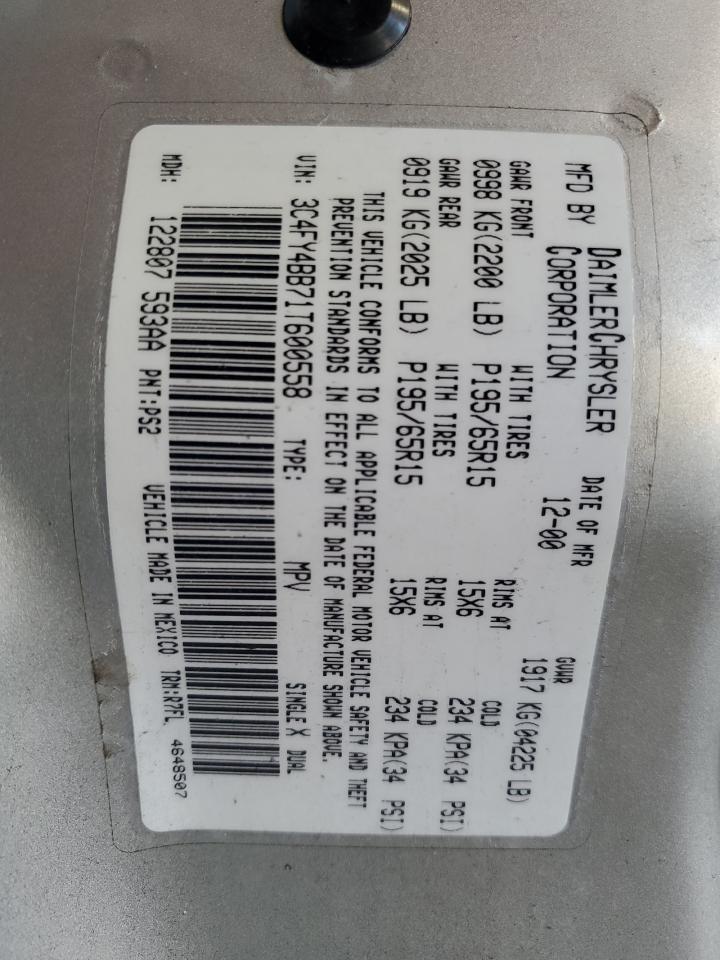 MFD BY DAIMLERCHRYSLER CORPORATION
DATE OF MFR 12-00
GVWR 1917 KG(04225 LB)
GAWR FRONT WITH TIRES RIMS AT COLD
0998 KG(2200 LB) P195/65R15 15X6 234 KPA(34 PSI)
GAWR REAR WITH TIRES RIMS AT COLD
0919 KG(2025 LB) P195/65R15 15X6 234 KPA(34 PSI)
THIS VEHICLE CONFORMS TO ALL APPLICABLE FEDERAL MOTOR VEHICLE SAFETY AND THEFT
PREVENTION STANDARDS IN EFFECT ON THE DATE OF MANUFACTURE SHOWN ABOVE.
VIN: 3C4FY4BB71T600558 TYPE: MPV SINGLE X DUAL
MDH: 122807 593AA PNT:PS2 VEHICLE MADE IN MEXICO TRM:R7FL 4648507